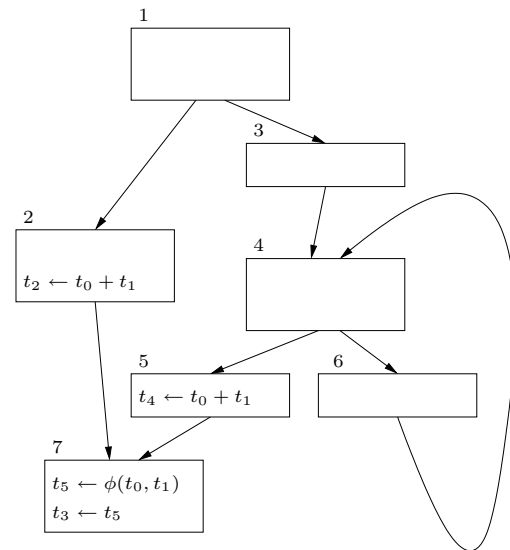 1
3
2
t₂ ← t₀ + t₁
4
5
t₄ ← t₀ + t₁
6
7
t₅ ← ϕ(t₀, t₁)
t₃ ← t₅